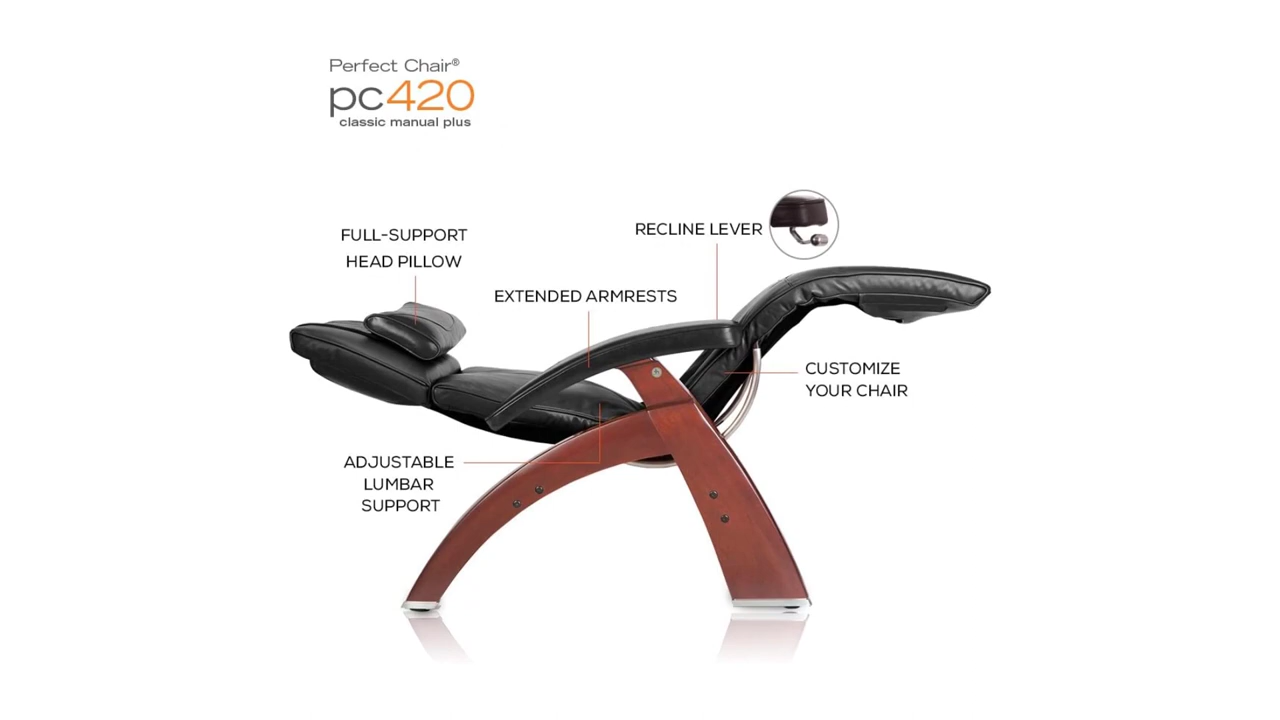 Perfect Chair®
pc420
classic manual plus
RECLINE LEVER
FULL-SUPPORT
HEAD PILLOW
EXTENDED ARMRESTS
CUSTOMIZE
YOUR CHAIR
ADJUSTABLE
LUMBAR
SUPPORT